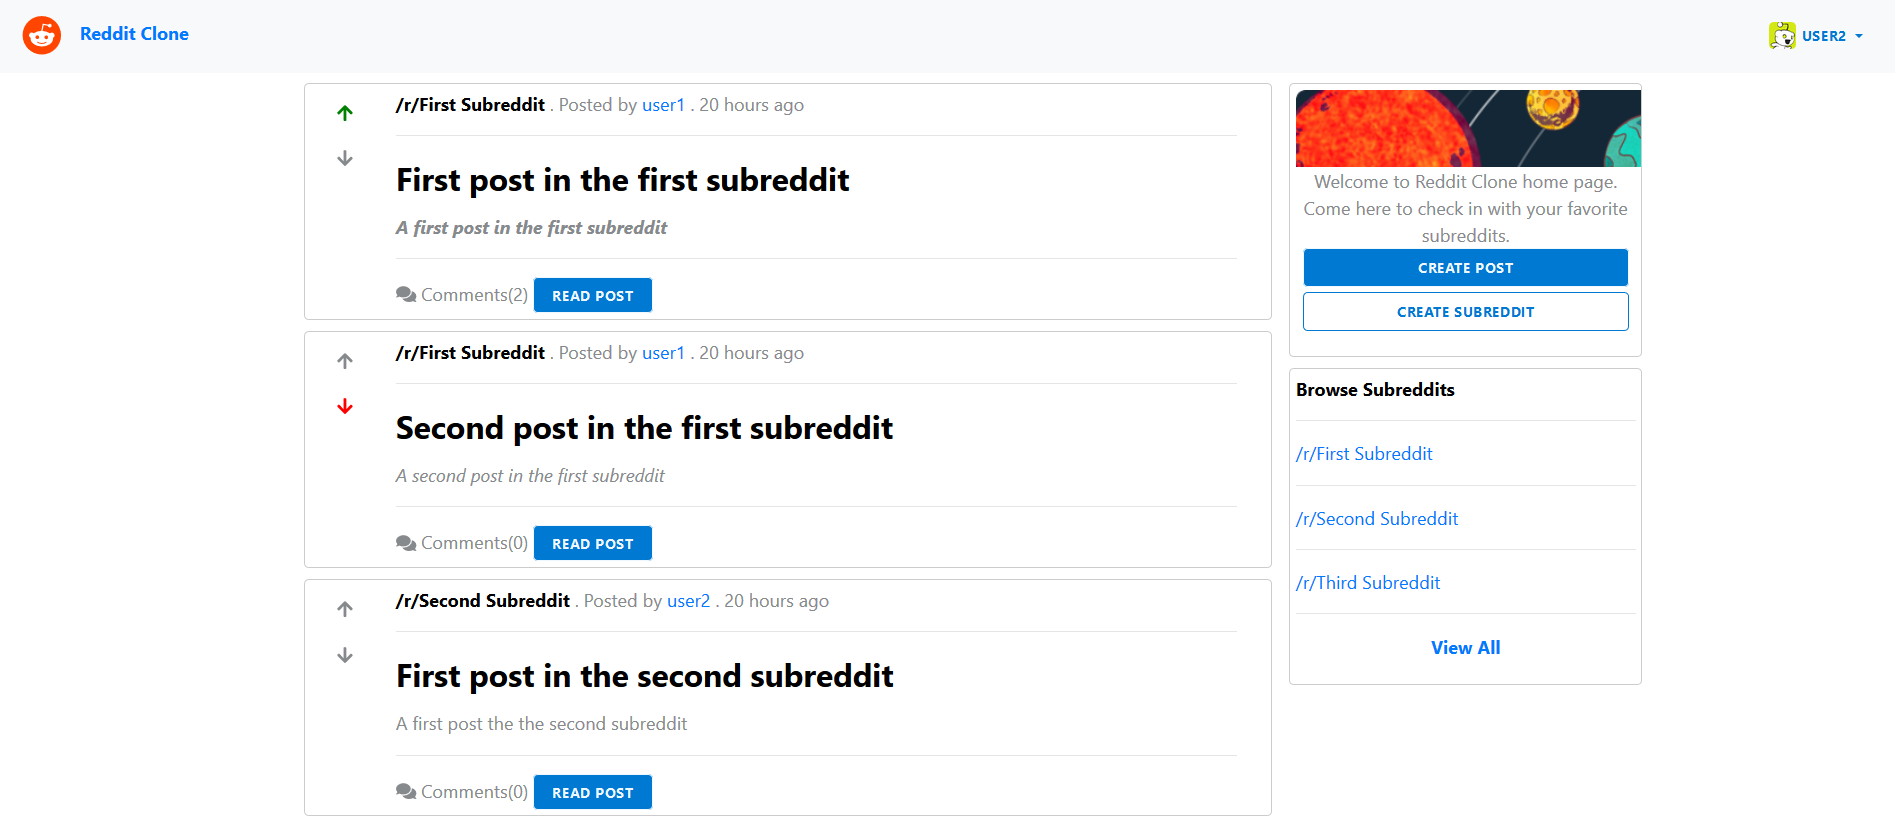 Reddit Clone
USER2
/r/First Subreddit . Posted by user1 . 20 hours ago
First post in the first subreddit
A first post in the first subreddit
Comments(2) READ POST
/r/First Subreddit . Posted by user1 . 20 hours ago
Second post in the first subreddit
A second post in the first subreddit
Comments(0) READ POST
/r/Second Subreddit . Posted by user2 . 20 hours ago
First post in the second subreddit
A first post the the second subreddit
Comments(0) READ POST
Welcome to Reddit Clone home page.
Come here to check in with your favorite
subreddits.
CREATE POST
CREATE SUBREDDIT
Browse Subreddits
/r/First Subreddit
/r/Second Subreddit
/r/Third Subreddit
View All